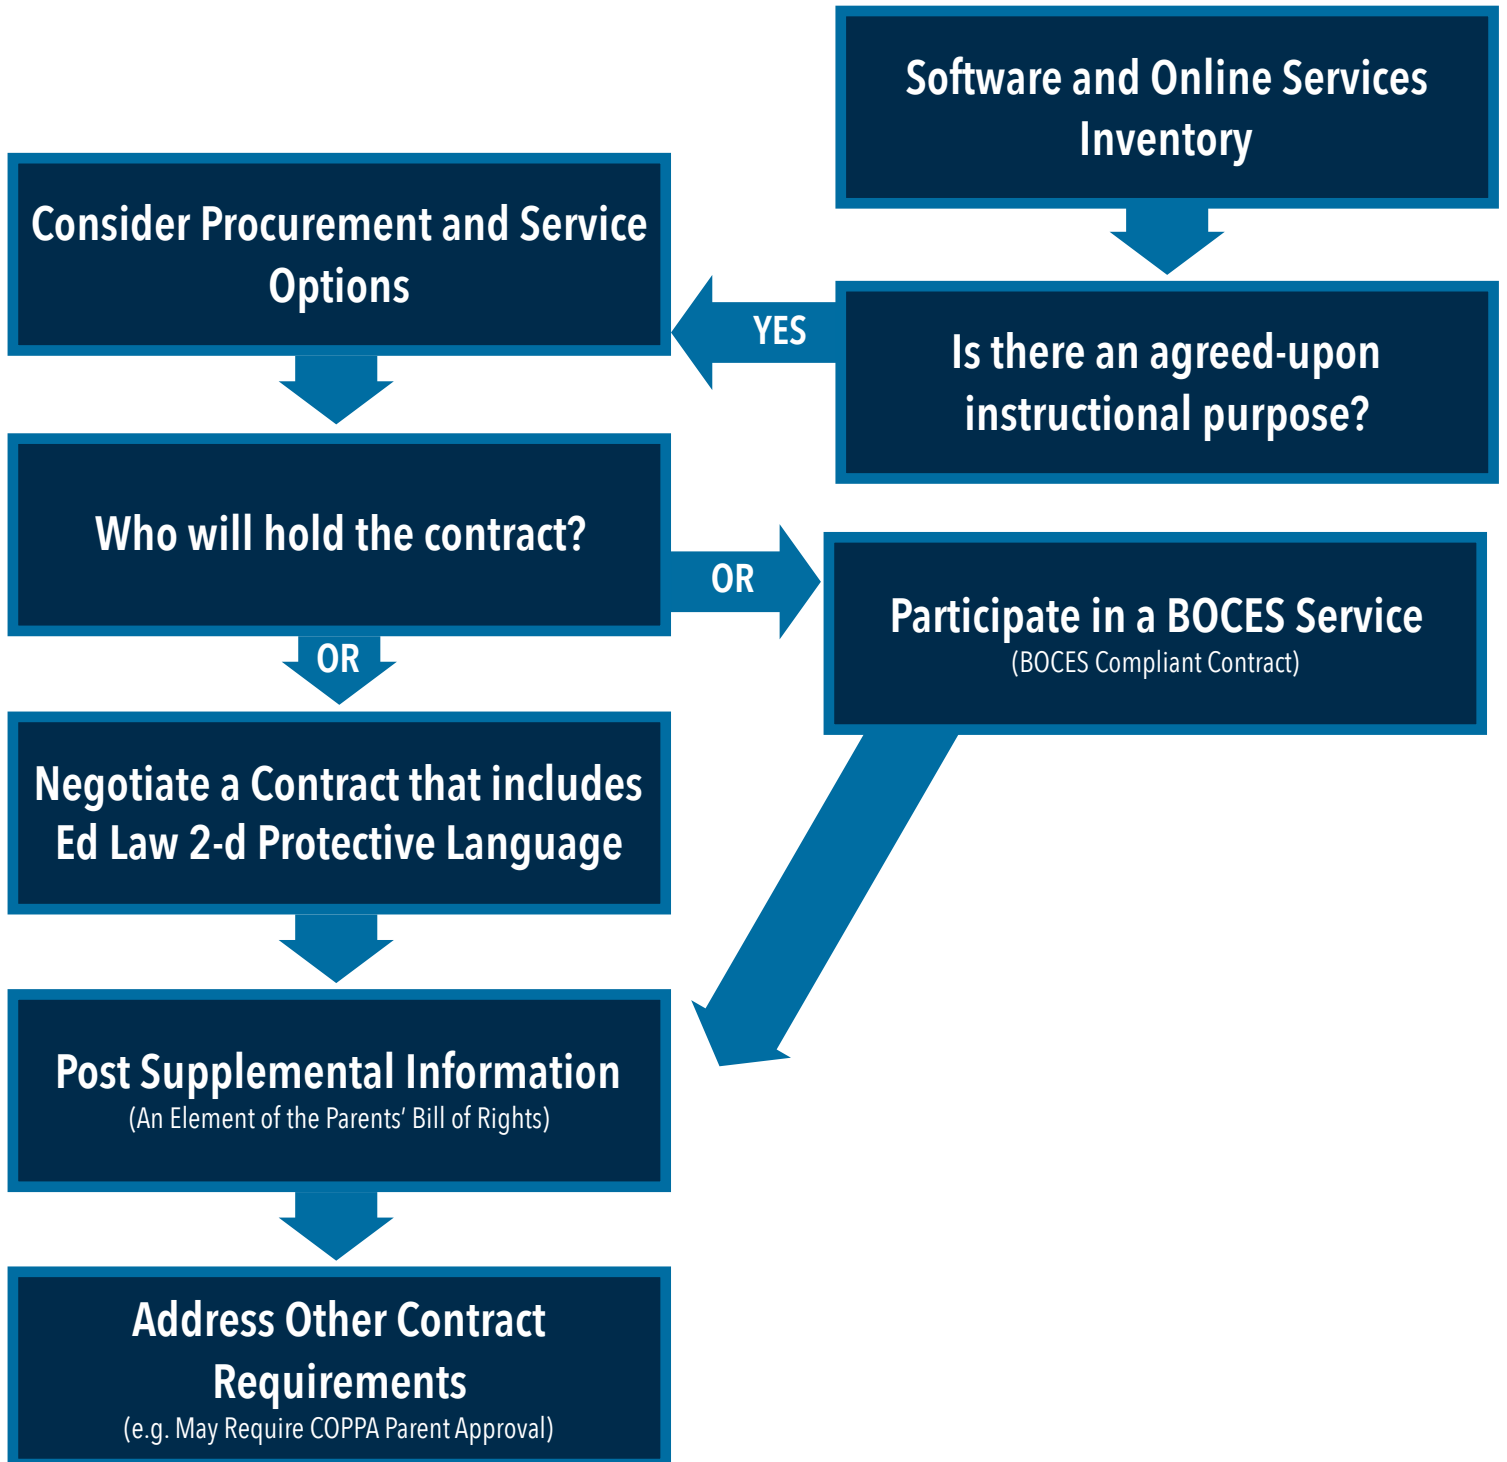 Software and Online Services
Inventory
Is there an agreed-upon
instructional purpose?
YES
Consider Procurement and Service
Options
Who will hold the contract?
OR
Participate in a BOCES Service
(BOCES Compliant Contract)
OR
Negotiate a Contract that includes
Ed Law 2-d Protective Language
Post Supplemental Information
(An Element of the Parents’ Bill of Rights)
Address Other Contract
Requirements
(e.g. May Require COPPA Parent Approval)